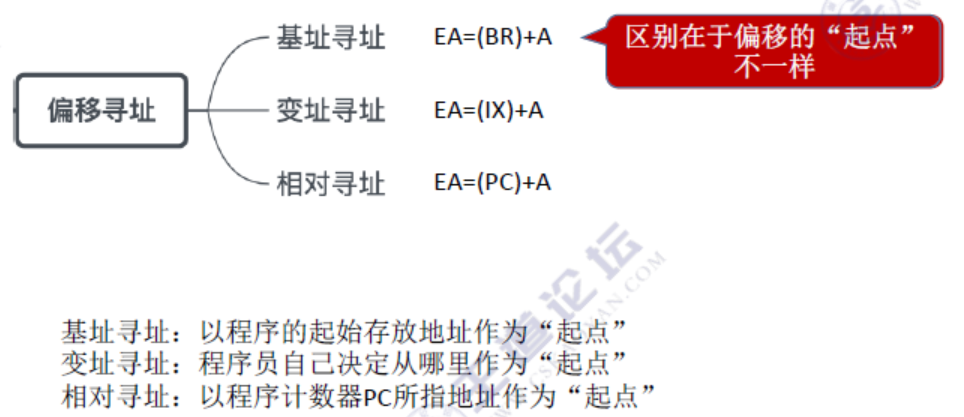 基址寻址 EA=(BR)+A
区别在于偏移的“起点”
不一样
偏移寻址
变址寻址 EA=(IX)+A
相对寻址 EA=(PC)+A
基址寻址：以程序的起始存放地址作为“起点”
变址寻址：程序员自己决定从哪里作为“起点”
相对寻址：以程序计数器PC所指地址作为“起点”